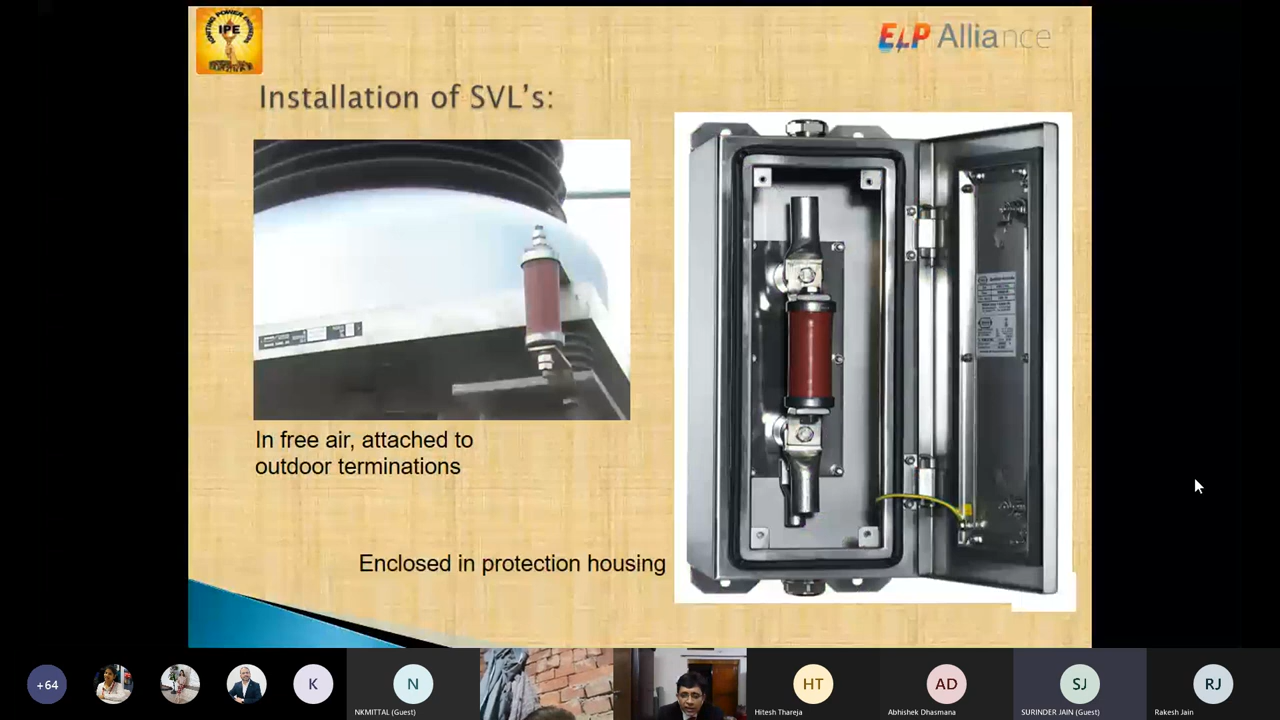 IPE
ELP Alliance
Installation of SVL's:
In free air, attached to
outdoor terminations
Enclosed in protection housing
+64
K
N
HT
AD
SJ
RJ
NKMITTAL (Guest)
Hitesh Thareja
Abhishek Dhasmana
SURINDER JAIN (Guest)
Rakesh Jain